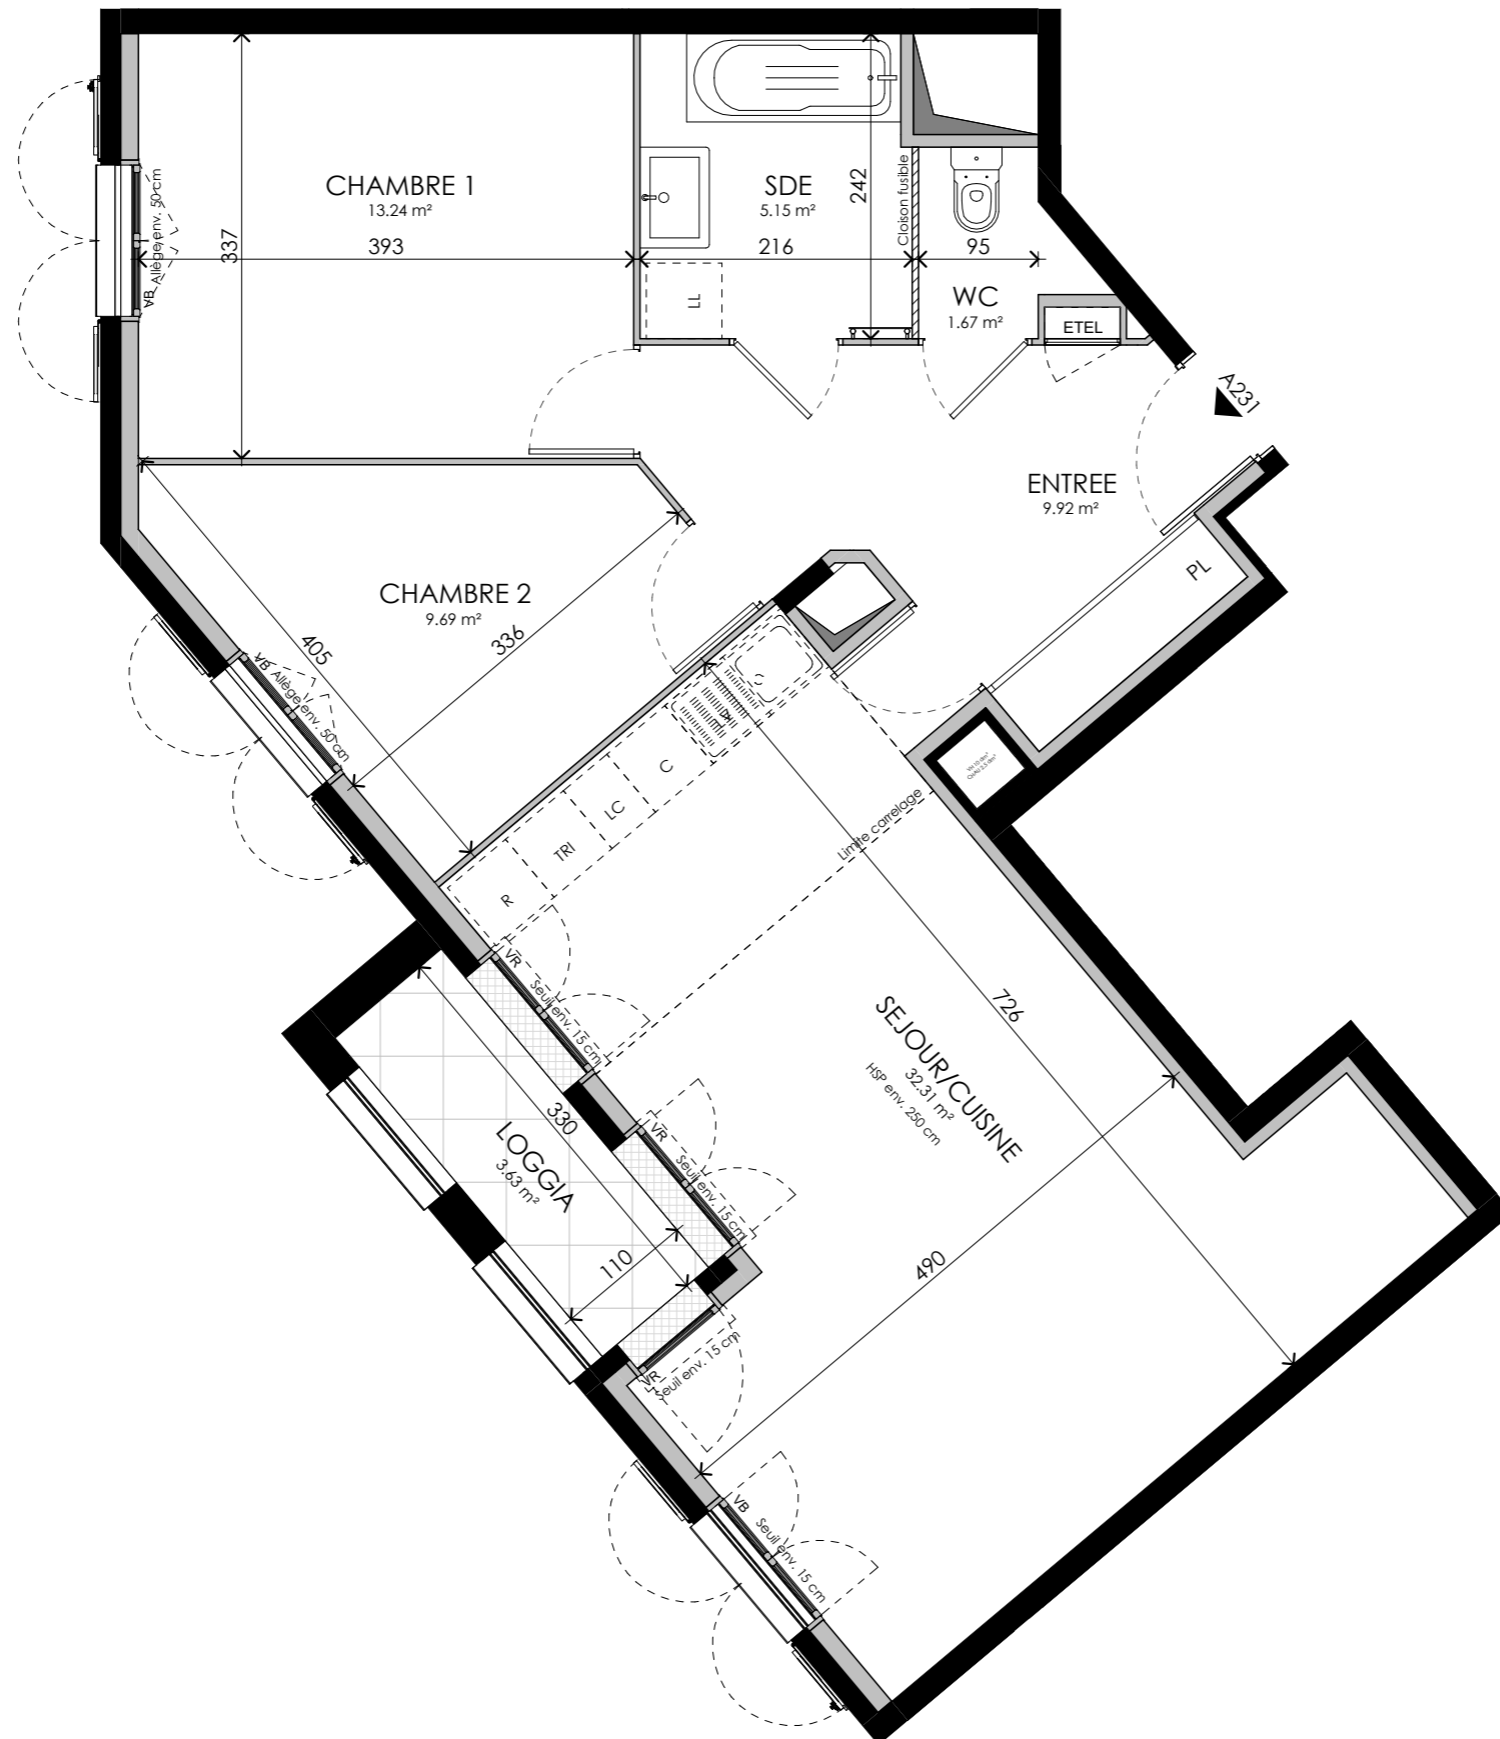 CHAMBRE 1
13.24 m²
393
337
VB Allège env. 50 cm
SDE
5.15 m²
216
242
LL
Cloison fusible
95
WC
1.67 m²
ETEL
A231
ENTREE
9.92 m²
PL
CHAMBRE 2
9.69 m²
405
336
VB Allège env. 50 cm
C
LC
TRI
R
Limite carrelage
VR
Seuil env. 15 cm
726
SEJOUR/CUISINE
32.31 m²
HSP env. 250 cm
330
LOGGIA
3.63 m²
110
VR
Seuil env. 15 cm
490
VR
Seuil env. 15 cm
VB
Seuil env. 15 cm